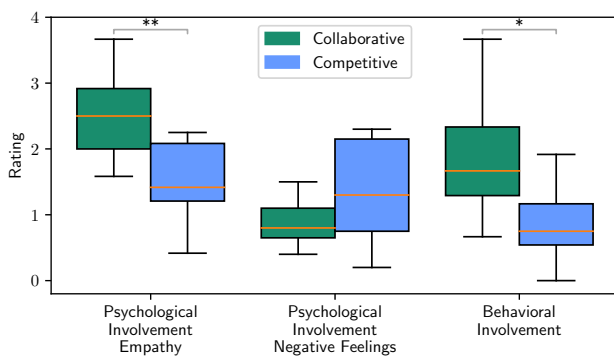 **
*
Collaborative
Competitive
Rating
4
3
2
1
0
Psychological
Involvement
Empathy
Psychological
Involvement
Negative Feelings
Behavioral
Involvement